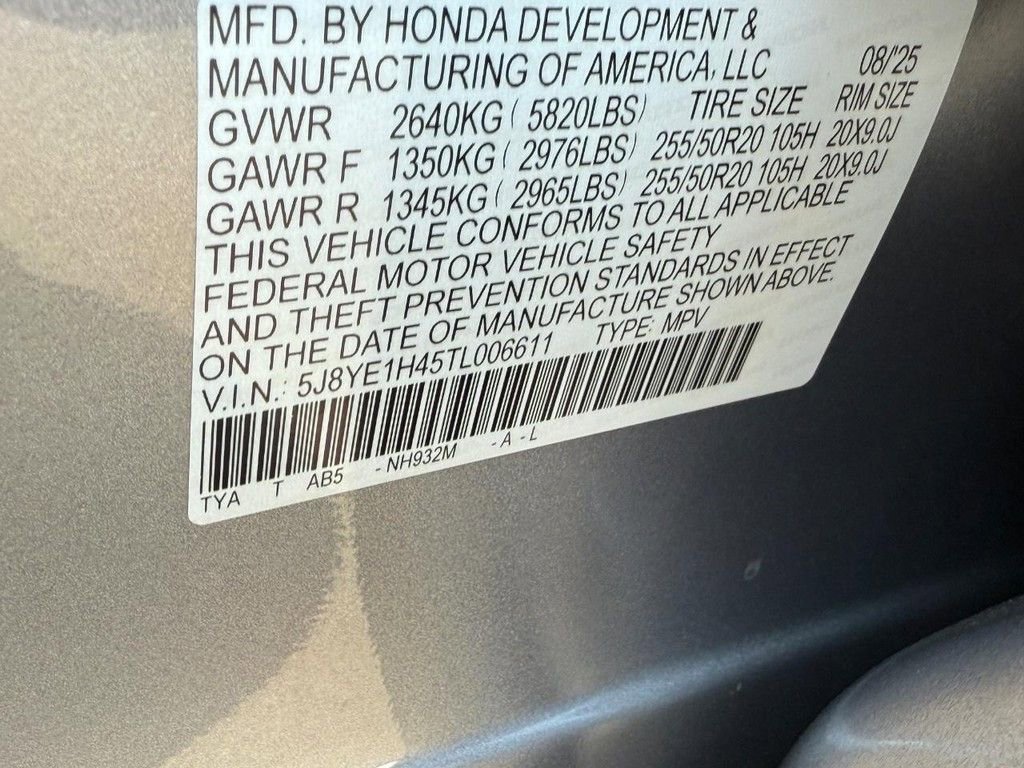 MFD. BY HONDA DEVELOPMENT &
MANUFACTURING OF AMERICA, LLC 08/'25
GVWR 2640KG ( 5820LBS) TIRE SIZE RIM SIZE
GAWR F 1350KG ( 2976LBS) 255/50R20 105H 20X9.0J
GAWR R 1345KG ( 2965LBS) 255/50R20 105H 20X9.0J
THIS VEHICLE CONFORMS TO ALL APPLICABLE
FEDERAL MOTOR VEHICLE SAFETY
AND THEFT PREVENTION STANDARDS IN EFFECT
ON THE DATE OF MANUFACTURE SHOWN ABOVE.
V.I.N.: 5J8YE1H45TL006611 TYPE: MPV
TYA T AB5 - NH932M - A - L